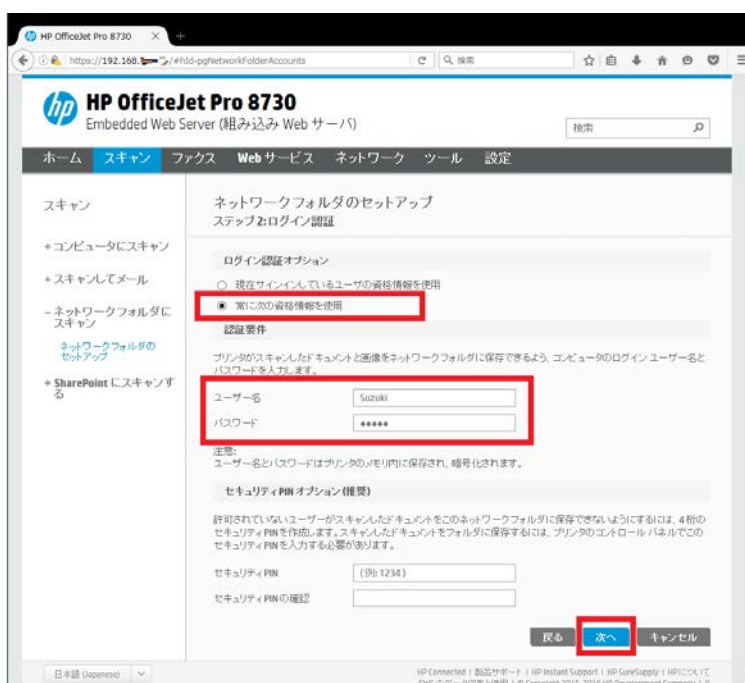 HP OfficeJet Pro 8730
https://192.168.
/#hId-pgNetworkFolderAccounts
検索
hp
HP OfficeJet Pro 8730
Embedded Web Server (組み込み Web サーバ)
検索
ホーム スキャン ファクス Web サービス ネットワーク ツール 設定
スキャン
+コンピュータにスキャン
+スキャンしてメール
-ネットワークフォルダに
スキャン
ネットワークフォルダの
セットアップ
+SharePoint にスキャンす
る
ネットワークフォルダのセットアップ
ステップ 2:ログイン認証
ログイン認証オプション
現在サインインしているユーザの資格情報を使用
常に次の資格情報を使用
認証要件
プリンタがスキャンしたドキュメントと画像をネットワークフォルダに保存できるよう、コンピュータのログイン ユーザー名と
パスワードを入力します。
ユーザー名 Suzuki
パスワード •••••
注意:
ユーザー名とパスワードはプリンタのメモリ内に保存され、暗号化されます。
セキュリティ PIN オプション (推奨)
許可されていないユーザーがスキャンしたドキュメントをこのネットワークフォルダに保存できないようにするには、4 桁の
セキュリティ PIN を作成します。スキャンしたドキュメントをフォルダに保存するには、プリンタのコントロール パネルでこの
セキュリティ PIN を入力する必要があります。
セキュリティ PIN (例: 1234)
セキュリティ PIN の確認
戻る 次へ キャンセル
日本語 (Japanese)
HP Connected | 製品サポート | HP Instant Support | HP SureSupply | HP について